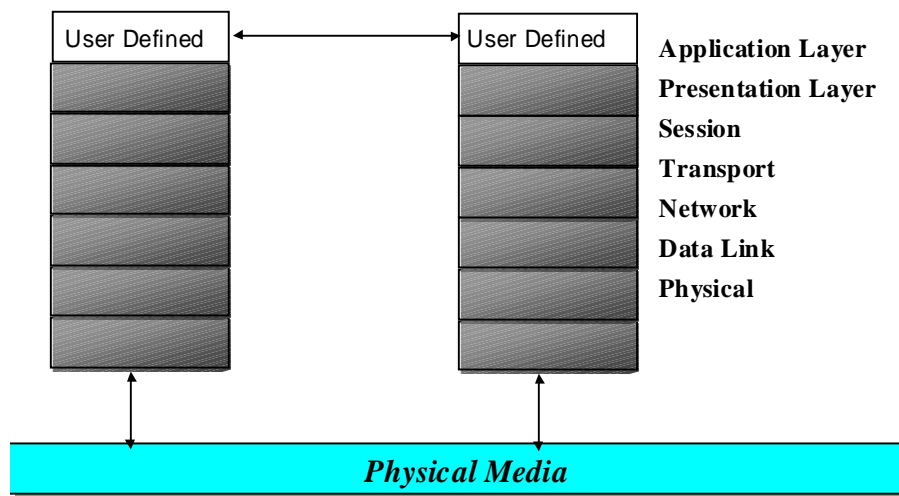 User Defined
User Defined
Application Layer
Presentation Layer
Session
Transport
Network
Data Link
Physical
Physical Media